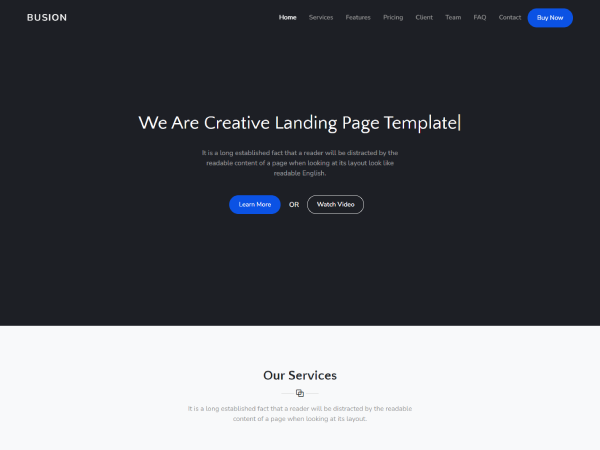 BUSION
Home Services Features Pricing Client Team FAQ Contact Buy Now
We Are Creative Landing Page Template|
It is a long established fact that a reader will be distracted by the
readable content of a page when looking at its layout look like
readable English.
Learn More OR Watch Video
Our Services
It is a long established fact that a reader will be distracted by the readable
content of a page when looking at its layout.